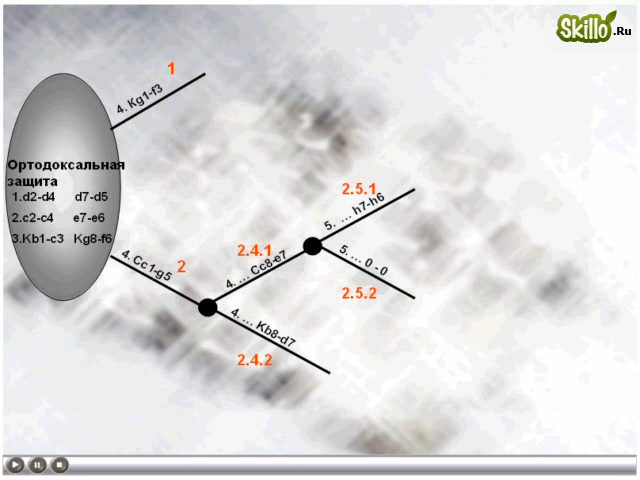 Skillo.Ru
1
4. Kg1-f3
Ортодоксальная
защита
1.d2-d4 d7-d5
2.c2-c4 e7-e6
3.Kb1-c3 Kg8-f6
2.5.1
5. ... h7-h6
2.4.1
5. ... 0 - 0
4. Cc1-g5
2
4. ... Cc8-e7
2.5.2
4. ... Kb8-d7
2.4.2